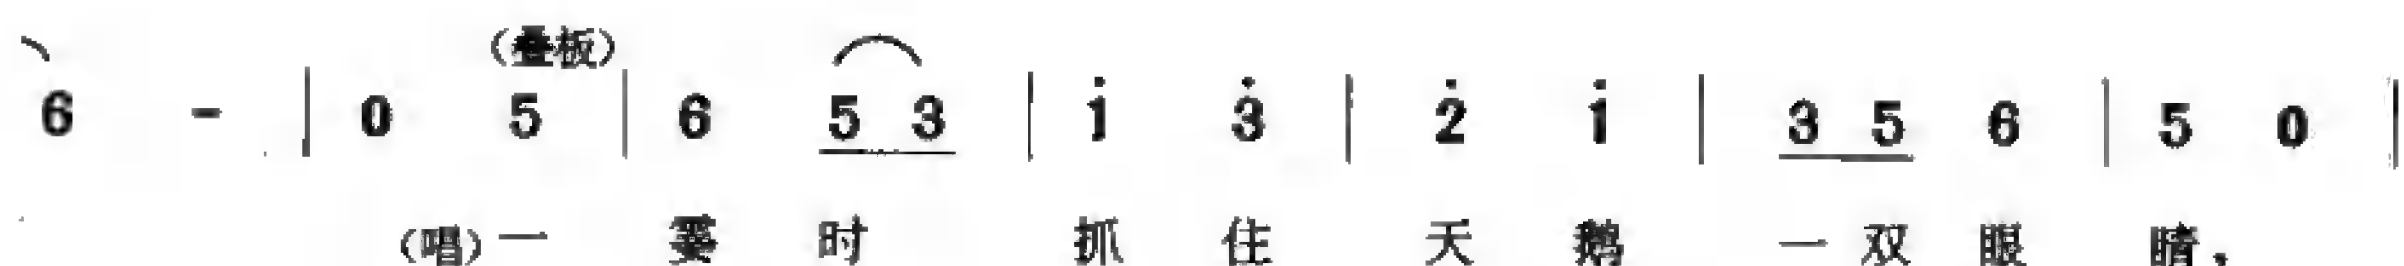 (叠板)
6 - | 0 5 | 6 5 3 | i̇ 3̇ | 2̇ i̇ | 3 5 6 | 5 0 |
(唱)一 霎 时 抓 住 天 鹅 一 双 眼 睛，